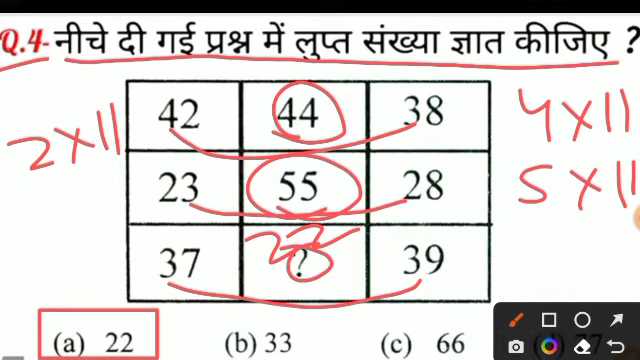 Q.4- नीचे दी गई प्रश्न में लुप्त संख्या ज्ञात कीजिए ?
42 44 38 4 x 11
2 x 11
23 55 28 5 x 11
22
37 ? 39
(a) 22 (b) 33 (c) 66